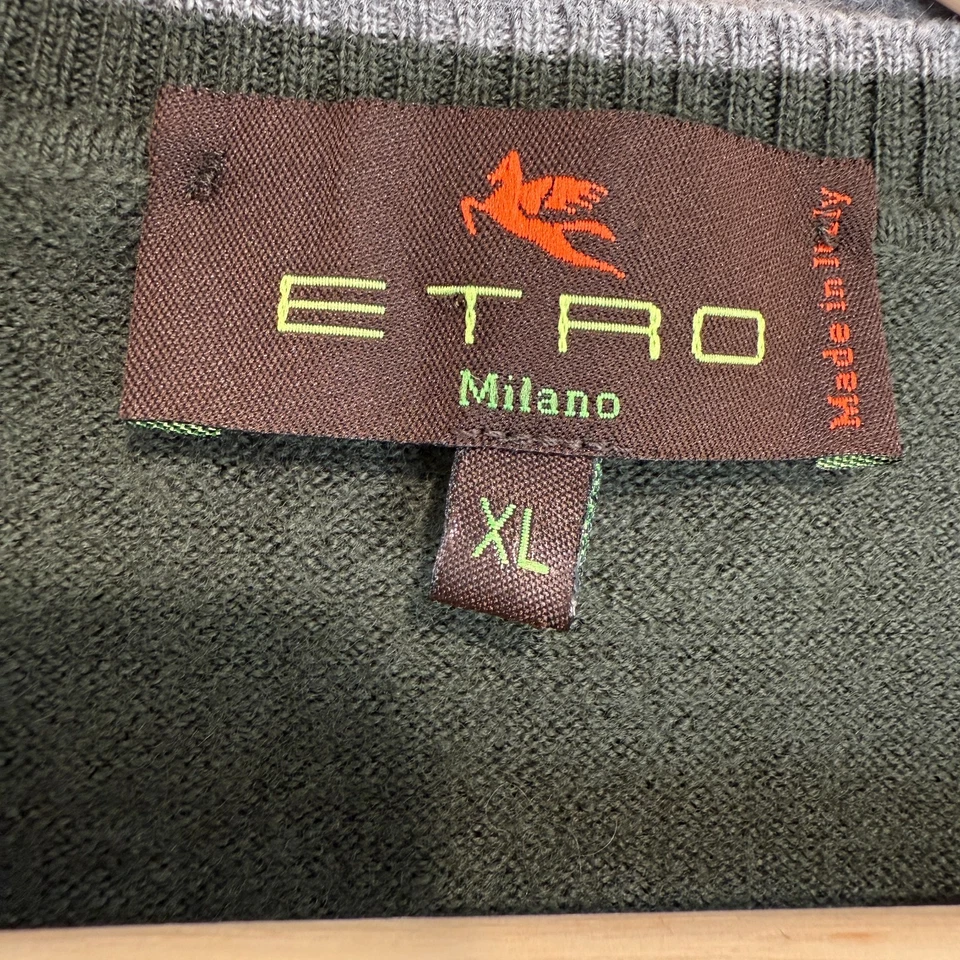 ETRO
Milano
Made in Italy
XL